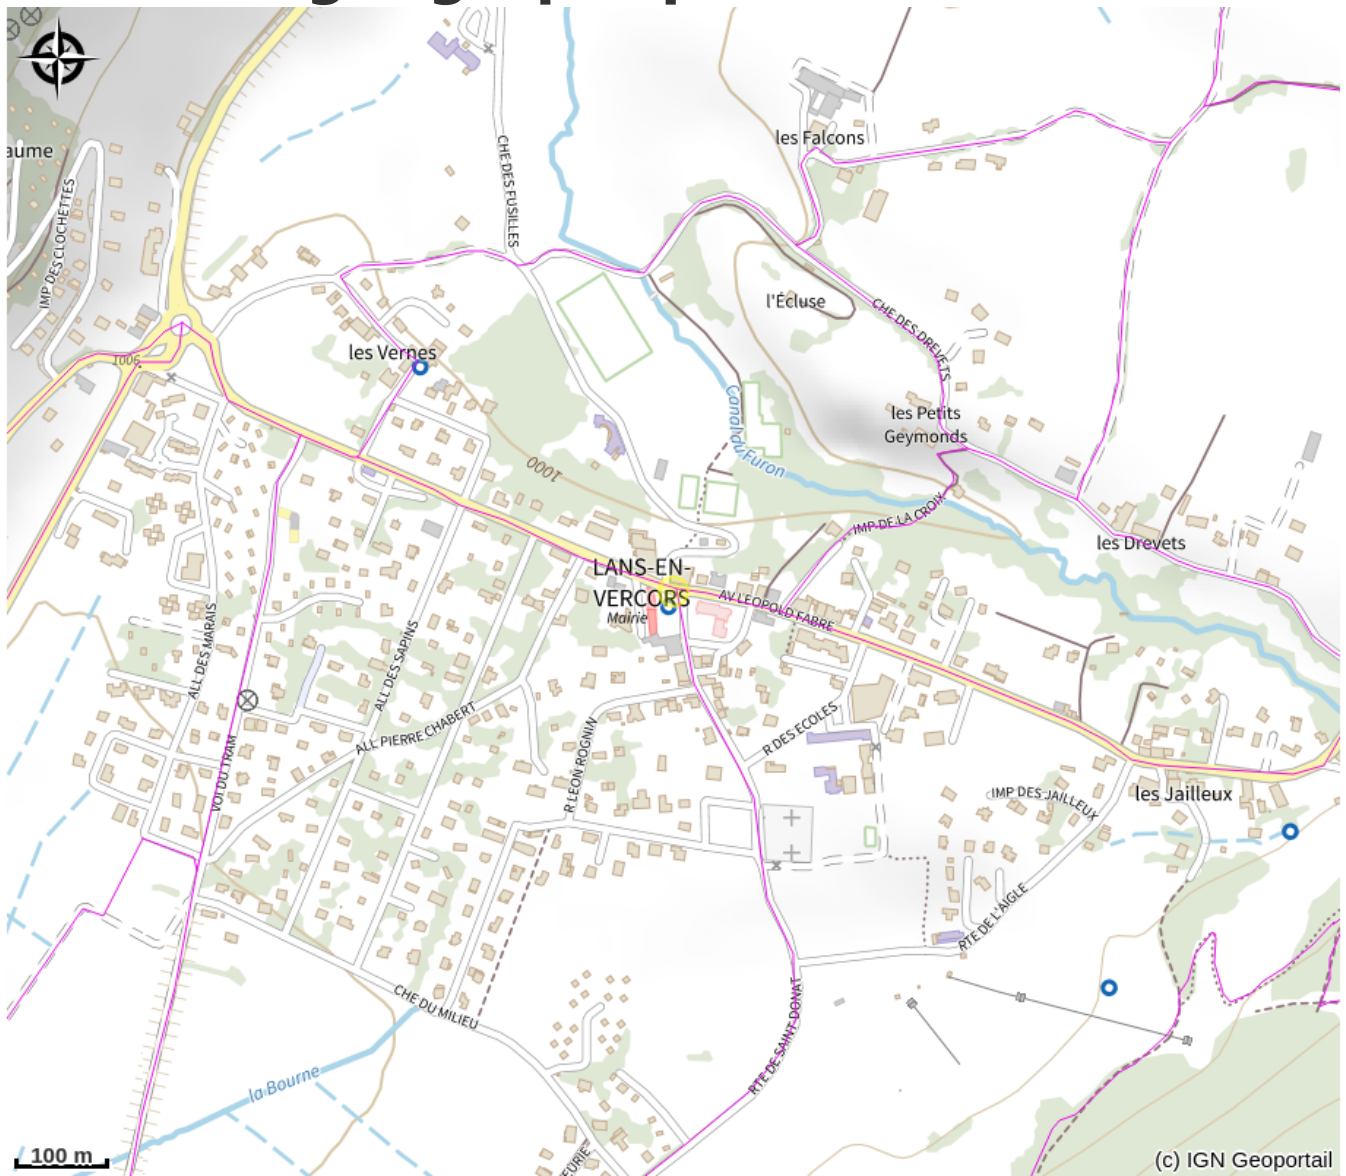 les Falcons
aume
CHE DES FUSILLES
IMP DES CLOCHETTES
l'Écluse
CHE DES DREVETS
1006
les Vernes
Canal du Furon
les Petits
Geymonds
1000
IMP DE LA CROIX
les Drevets
LANS-EN-
VERCORS
Mairie
AV LEOPOLD FABRE
ALL DES MARAIS
ALL DES SAPINS
ALL PIERRE CHABERT
R LEON ROGNIN
R DES ECOLES
VOI DU TRAM
IMP DES JAILLEUX
les Jailleux
RTE DE L'AIGLE
CHE DU MILIEU
RTE DE SAINT-DONAT
la Bourne
EURIE
100 m
(c) IGN Geoportail